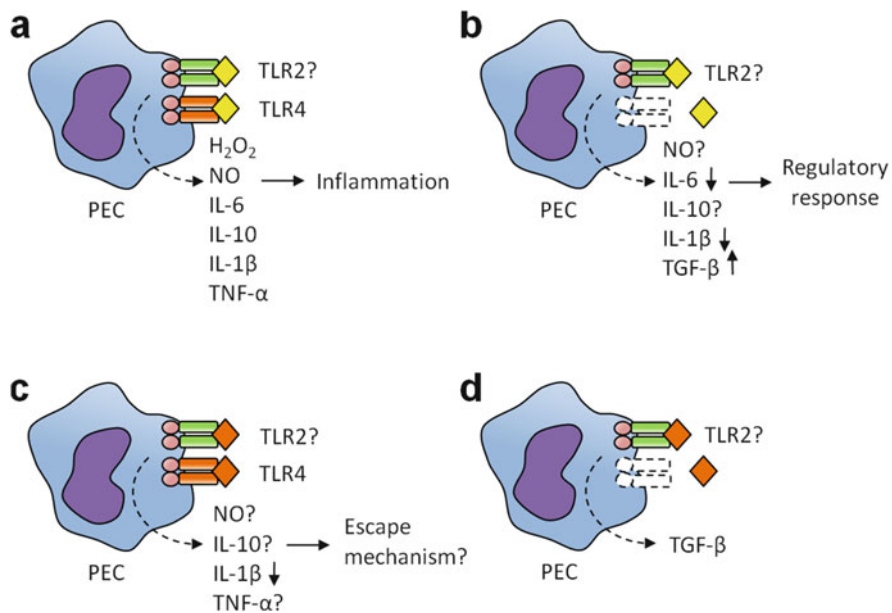 a
TLR2?
TLR4
H₂O₂
NO
IL-6
IL-10
IL-1β
TNF-α
Inflammation
PEC
b
TLR2?
NO?
IL-6 ↓
IL-10?
IL-1β ↓
TGF-β ↑
Regulatory
response
PEC
c
TLR2?
TLR4
NO?
IL-10?
IL-1β ↓
TNF-α?
Escape
mechanism?
PEC
d
TLR2?
TGF-β
PEC